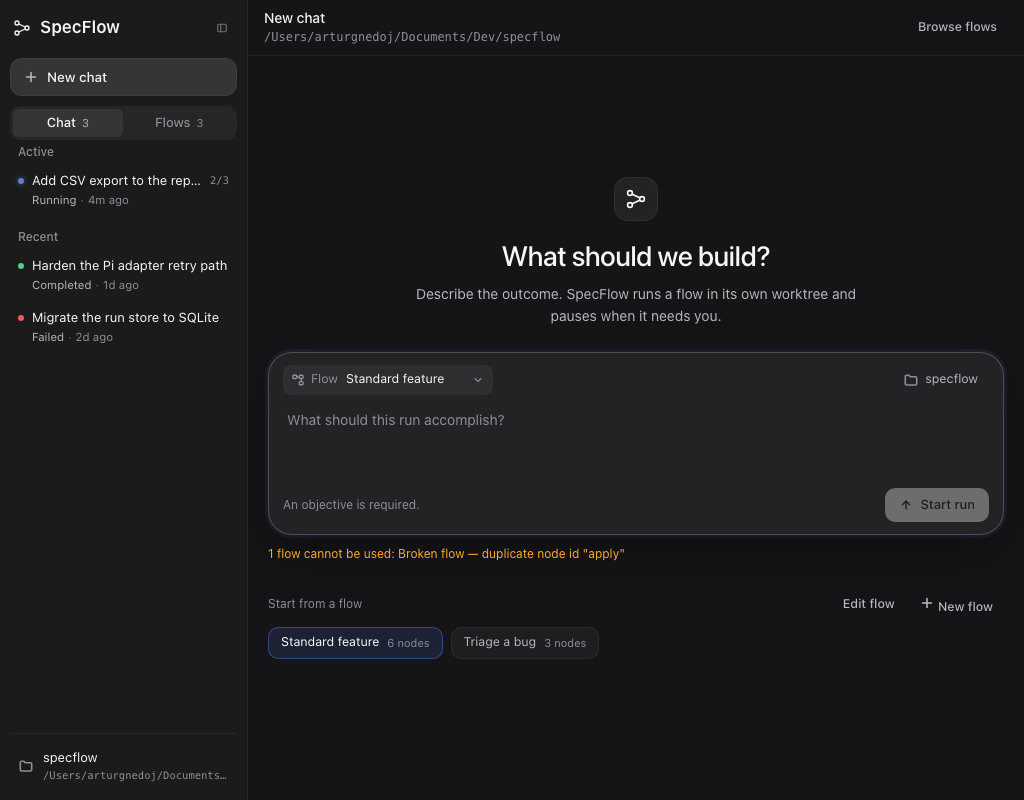 SpecFlow
New chat
Chat 3
Flows 3
Active
Add CSV export to the rep… 2/3
Running · 4m ago
Recent
Harden the Pi adapter retry path
Completed · 1d ago
Migrate the run store to SQLite
Failed · 2d ago
specflow
/Users/arturgnedoj/Documents…
New chat
/Users/arturgnedoj/Documents/Dev/specflow
Browse flows
What should we build?
Describe the outcome. SpecFlow runs a flow in its own worktree and
pauses when it needs you.
Flow Standard feature
specflow
What should this run accomplish?
An objective is required.
Start run
1 flow cannot be used: Broken flow — duplicate node id "apply"
Start from a flow
Edit flow
New flow
Standard feature 6 nodes
Triage a bug 3 nodes